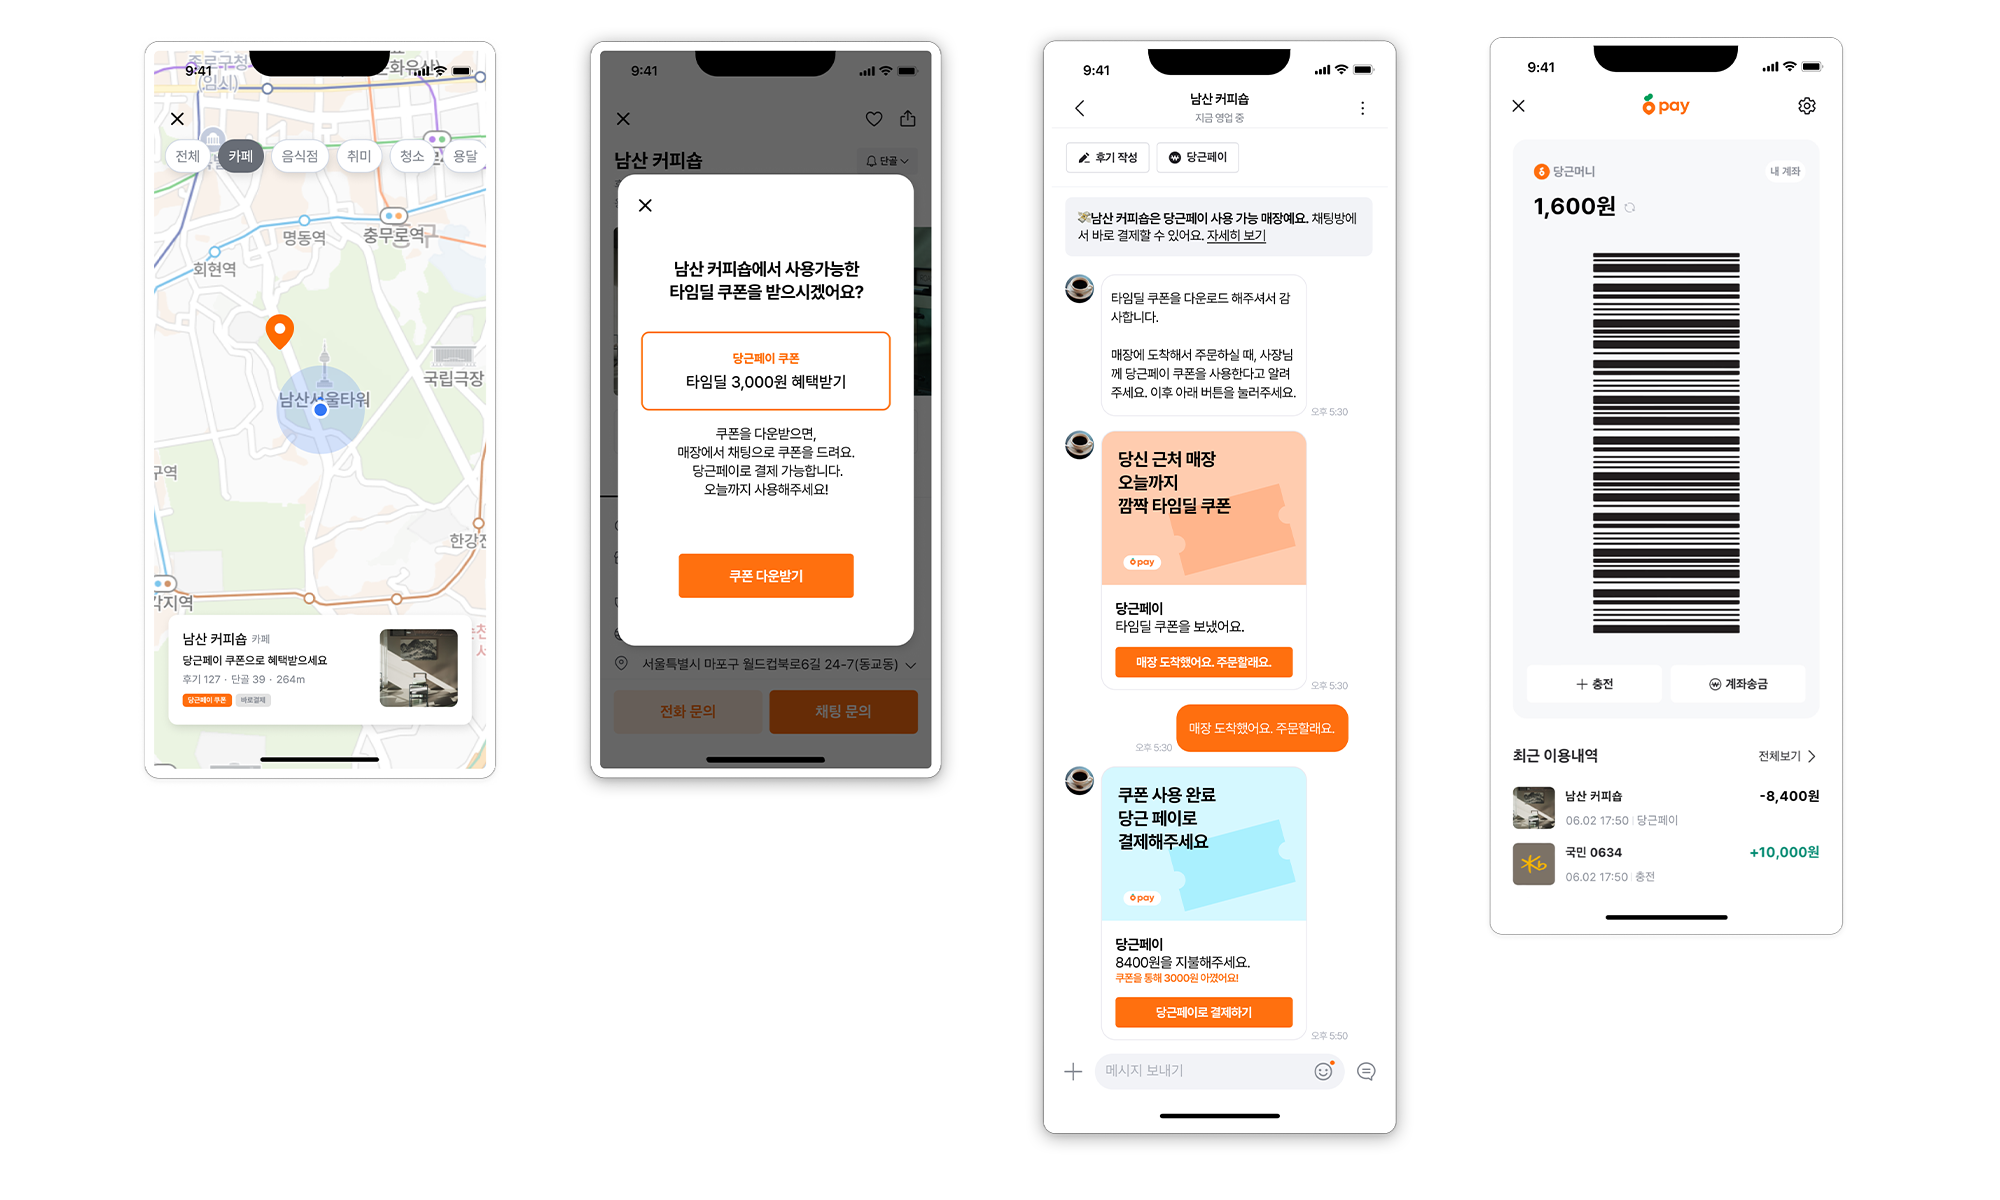 9:41
종로구청
(임시)
문화유산
전체
카페
음식점
취미
청소
용달
명동역
충무로역
회현역
국립극장
남산서울타워
구역
한강진
각지역
남산 커피숍 카페
당근페이 쿠폰으로 혜택받으세요
후기 127 · 단골 39 · 264m
당근페이 쿠폰
바로결제
9:41
남산 커피숍
단골
남산 커피숍에서 사용가능한
타임딜 쿠폰을 받으시겠어요?
당근페이 쿠폰
타임딜 3,000원 혜택받기
쿠폰을 다운받으면,
매장에서 채팅으로 쿠폰을 드려요.
당근페이로 결제 가능합니다.
오늘까지 사용해주세요!
쿠폰 다운받기
서울특별시 마포구 월드컵북로6길 24-7(동교동)
전화 문의
채팅 문의
9:41
남산 커피숍
지금 영업 중
후기 작성
당근페이
남산 커피숍은 당근페이 사용 가능 매장예요. 채팅방에
서 바로 결제할 수 있어요. 자세히 보기
타임딜 쿠폰을 다운로드 해주셔서 감
사합니다.
매장에 도착해서 주문하실 때, 사장님
께 당근페이 쿠폰을 사용한다고 알려
주세요. 이후 아래 버튼을 눌러주세요.
오후 5:30
당신 근처 매장
오늘까지
깜짝 타임딜 쿠폰
pay
당근페이
타임딜 쿠폰을 보냈어요.
매장 도착했어요. 주문할래요.
오후 5:30
매장 도착했어요. 주문할래요.
오후 5:30
쿠폰 사용 완료
당근 페이로
결제해주세요
pay
당근페이
8400원을 지불해주세요.
쿠폰을 통해 3000원 아꼈어요!
당근페이로 결제하기
오후 5:50
메시지 보내기
9:41
pay
당근머니
내 계좌
1,600원
충전
계좌송금
최근 이용내역
전체보기
남산 커피숍
-8,400원
06.02 17:50 | 당근페이
국민 0634
+10,000원
06.02 17:50 | 충전